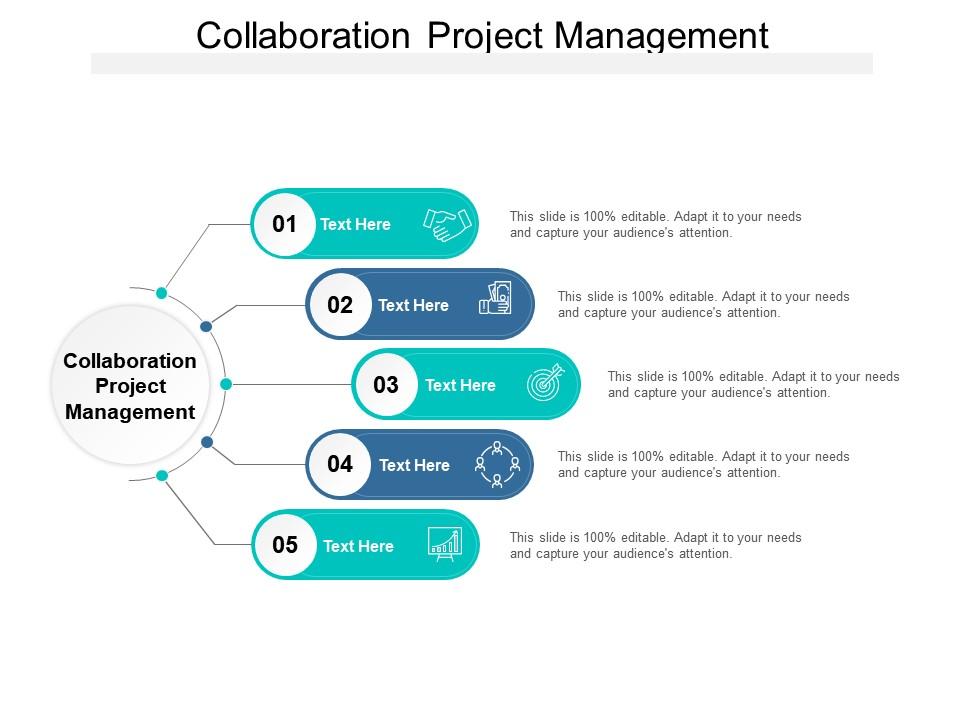 Collaboration Project Management
Collaboration
Project
Management
01
Text Here
This slide is 100% editable. Adapt it to your needs
and capture your audience's attention.
02
Text Here
This slide is 100% editable. Adapt it to your needs
and capture your audience's attention.
03
Text Here
This slide is 100% editable. Adapt it to your needs
and capture your audience's attention.
04
Text Here
This slide is 100% editable. Adapt it to your needs
and capture your audience's attention.
05
Text Here
This slide is 100% editable. Adapt it to your needs
and capture your audience's attention.